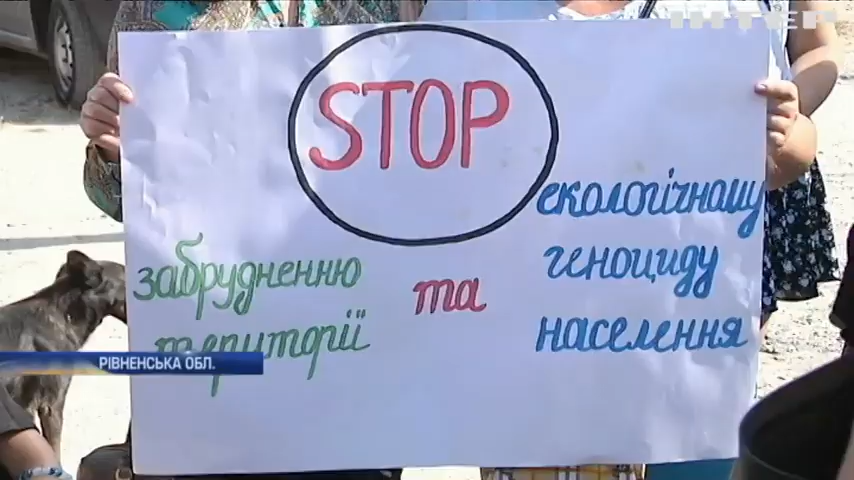 ІНТЕР
STOP
забрудненню
території
та
екологічному
геноциду
населення
РІВНЕНСЬКА ОБЛ.